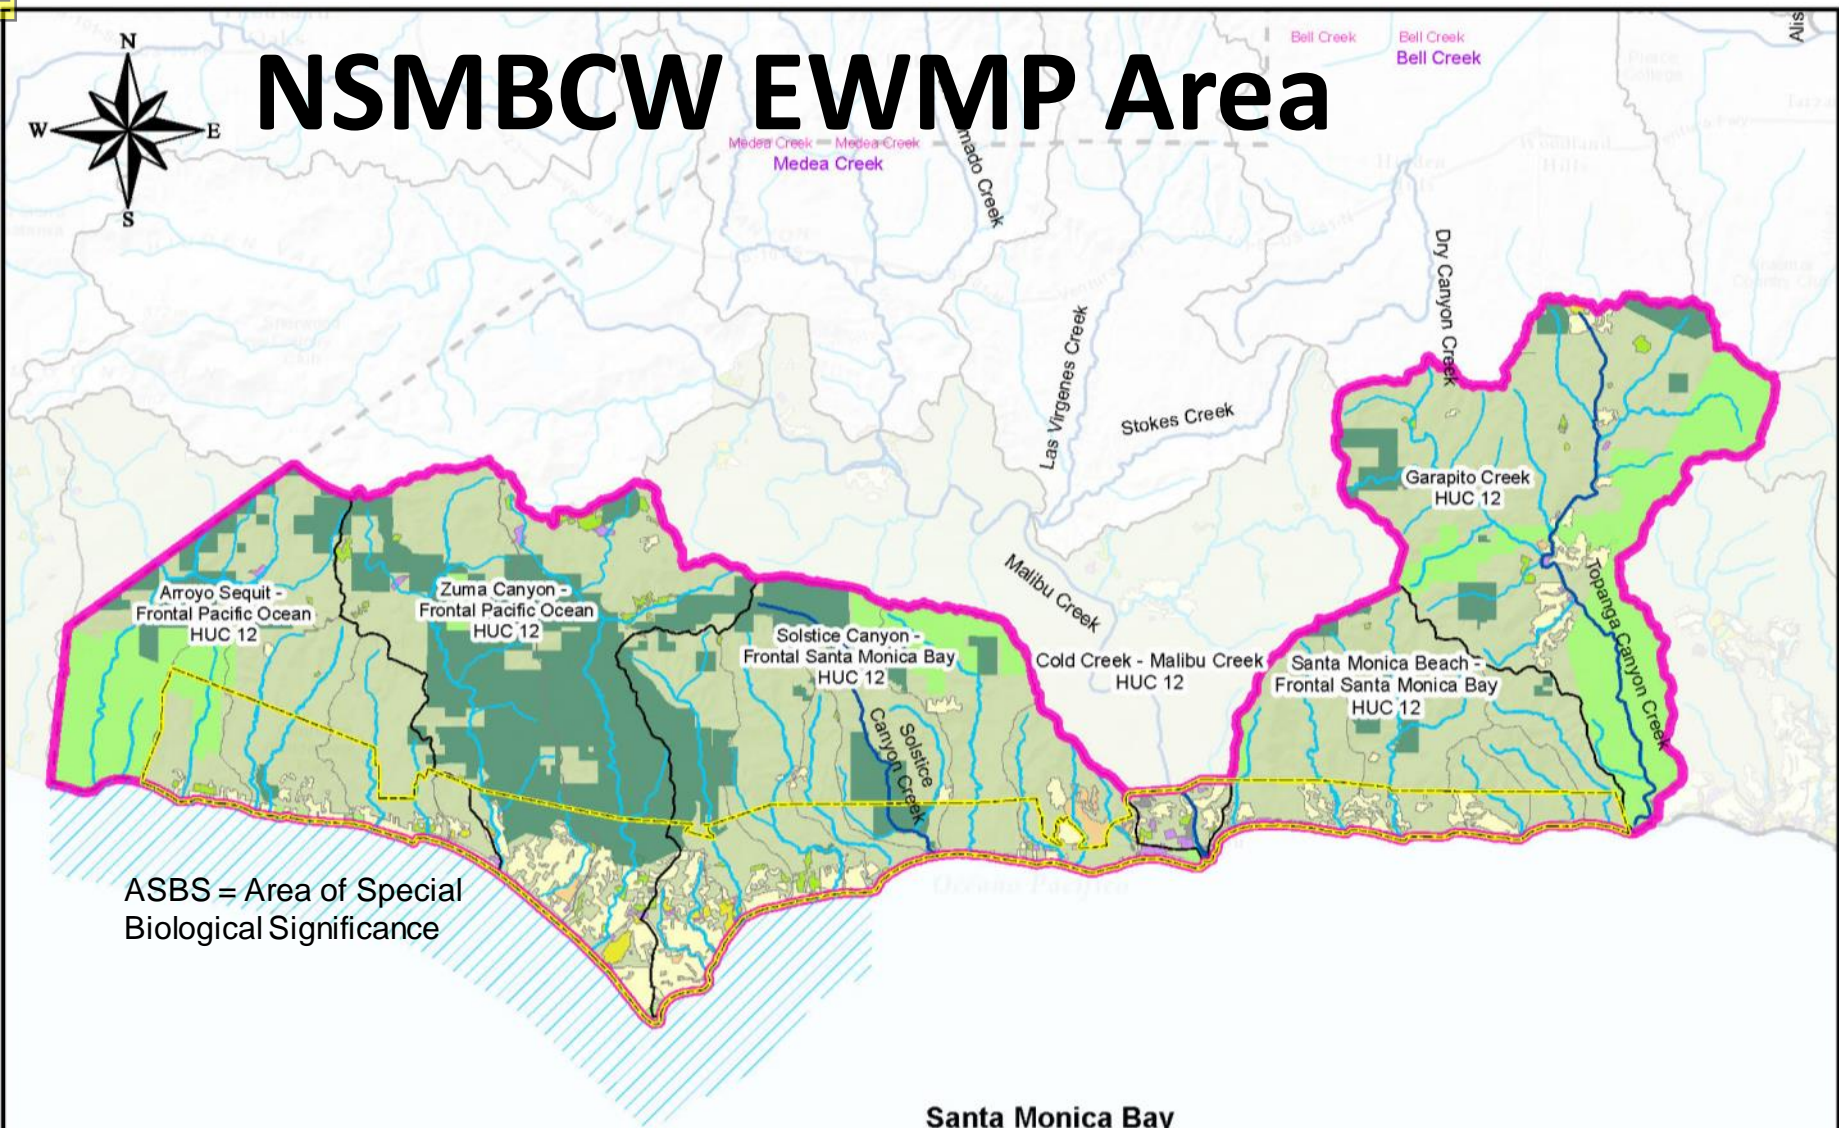 NSMBCW EWMP Area
N
W
E
S
Bell Creek
Bell Creek
Bell Creek
Medea Creek
Medea Creek
Medea Creek
mado Creek
Dry Canyon Creek
Las Virgenes Creek
Stokes Creek
Malibu Creek
Garapito Creek
HUC 12
Topanga Canyon Creek
Arroyo Sequit -
Frontal Pacific Ocean
HUC 12
Zuma Canyon -
Frontal Pacific Ocean
HUC 12
Solstice Canyon -
Frontal Santa Monica Bay
HUC 12
Cold Creek - Malibu Creek
HUC 12
Santa Monica Beach -
Frontal Santa Monica Bay
HUC 12
Solstice
Canyon Creek
Oceano Pacifico
ASBS = Area of Special
Biological Significance
Santa Monica Bay